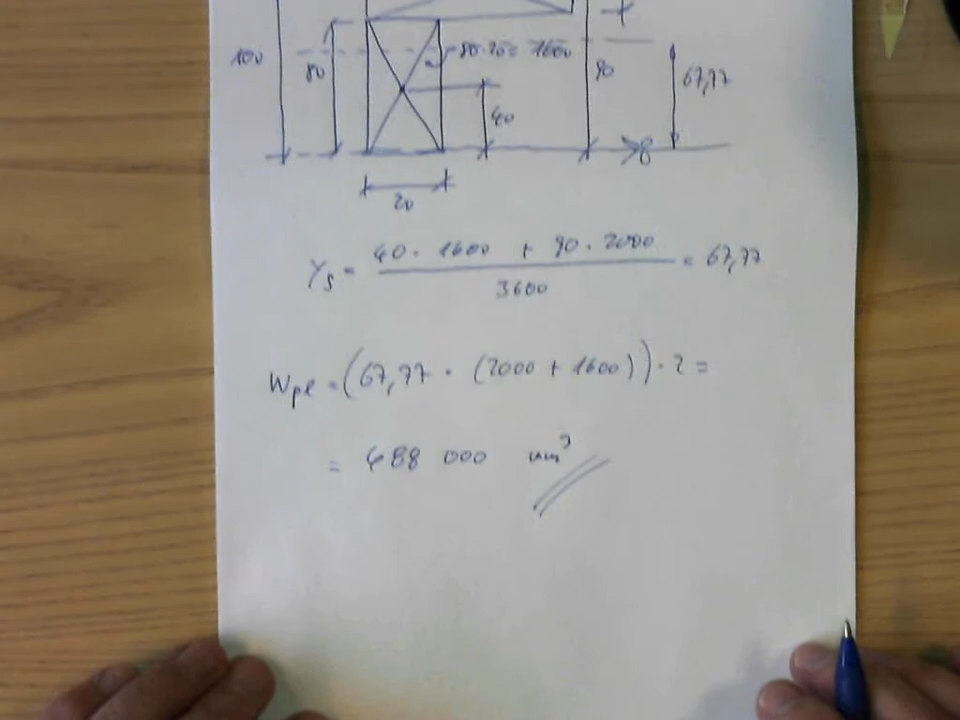 100
80
80·20= 1600
90
67,77
40
20
Ys = 40 · 1600 + 90 · 2000 / 3600 = 67,77
Wpl = (67,77 · (2000 + 1600)) · 2 =
= 488 000 mm³